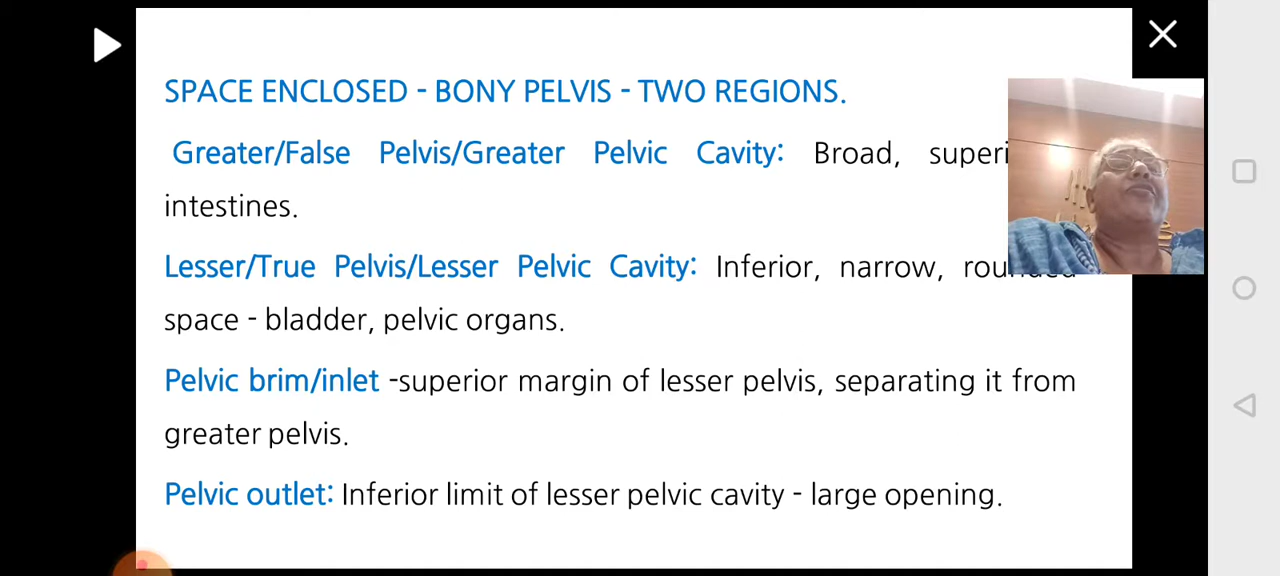 SPACE ENCLOSED - BONY PELVIS - TWO REGIONS.
Greater/False Pelvis/Greater Pelvic Cavity: Broad,
intestines.
Lesser/True Pelvis/Lesser Pelvic Cavity: Inferior, narrow, rounded
space - bladder, pelvic organs.
Pelvic brim/inlet -superior margin of lesser pelvis, separating it from
greater pelvis.
Pelvic outlet: Inferior limit of lesser pelvic cavity - large opening.